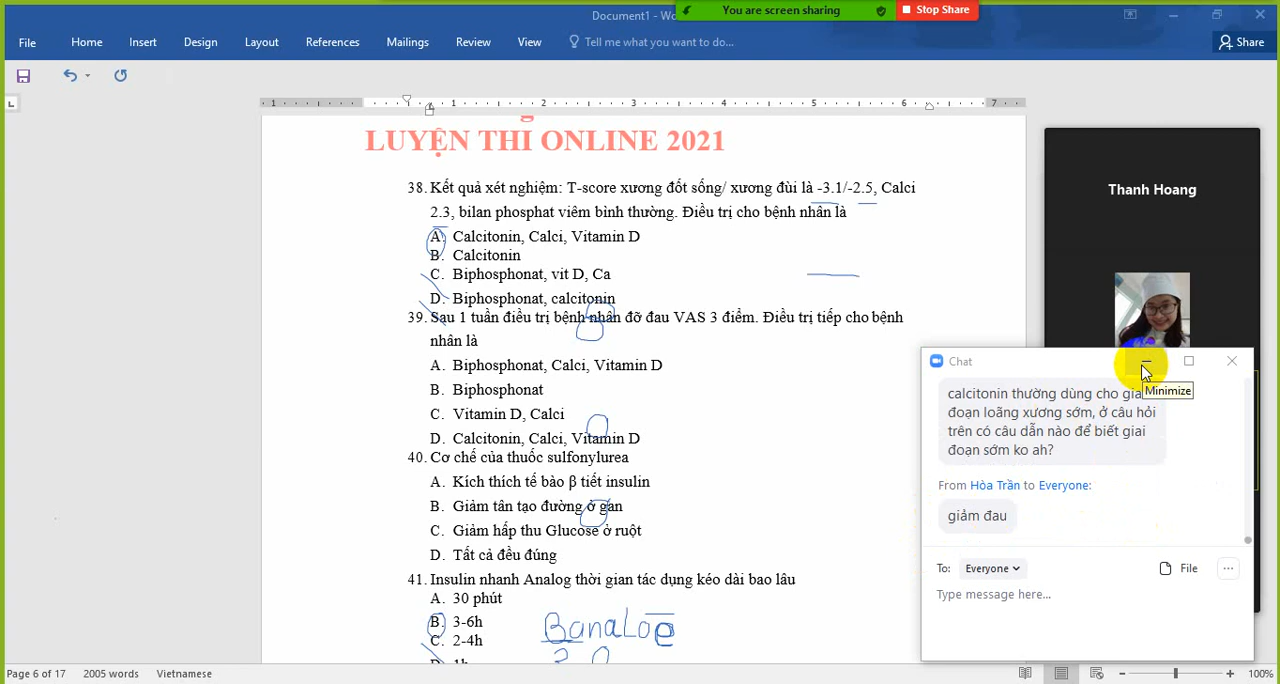 Document1 - Wo
You are screen sharing
Stop Share
File Home Insert Design Layout References Mailings Review View Tell me what you want to do... Share
1 1 2 3 4 5 6 7
LUYỆN THI ONLINE 2021
38. Kết quả xét nghiệm: T-score xương đốt sống/ xương đùi là -3.1/-2.5, Calci
2.3, bilan phosphat viêm bình thường. Điều trị cho bệnh nhân là
A. Calcitonin, Calci, Vitamin D
B. Calcitonin
C. Biphosphonat, vit D, Ca
D. Biphosphonat, calcitonin
39. Sau 1 tuần điều trị bệnh nhân đỡ đau VAS 3 điểm. Điều trị tiếp cho bệnh
nhân là
A. Biphosphonat, Calci, Vitamin D
B. Biphosphonat
C. Vitamin D, Calci
D. Calcitonin, Calci, Vitamin D
40. Cơ chế của thuốc sulfonylurea
A. Kích thích tế bào β tiết insulin
B. Giảm tân tạo đường ở gan
C. Giảm hấp thu Glucose ở ruột
D. Tất cả đều đúng
41. Insulin nhanh Analog thời gian tác dụng kéo dài bao lâu
A. 30 phút
B. 3-6h
C. 2-4h
D. 1h
Thanh Hoang
Chat
Minimize
calcitonin thường dùng cho giai
đoạn loãng xương sớm, ở câu hỏi
trên có câu dẫn nào để biết giai
đoạn sớm ko ah?
From Hòa Trần to Everyone:
giảm đau
To: Everyone File ...
Type message here...
Page 6 of 17 2005 words Vietnamese 100%